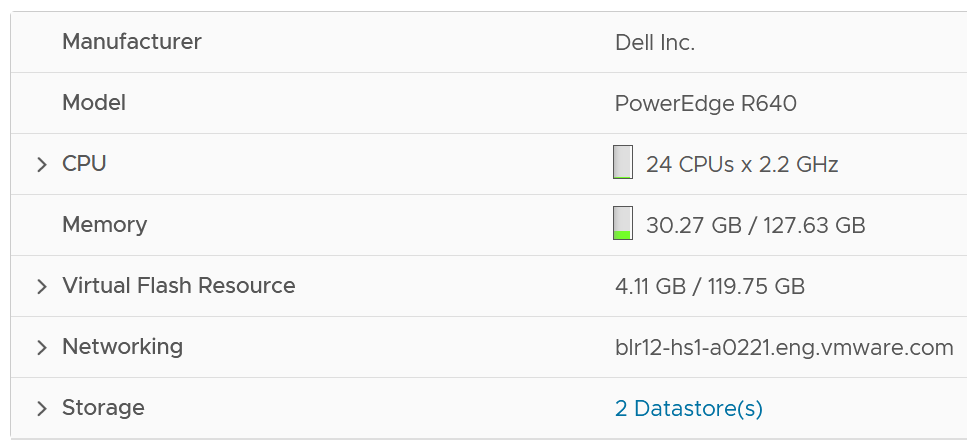 Manufacturer Dell Inc.
Model PowerEdge R640
CPU 24 CPUs x 2.2 GHz
Memory 30.27 GB / 127.63 GB
Virtual Flash Resource 4.11 GB / 119.75 GB
Networking blr12-hs1-a0221.eng.vmware.com
Storage 2 Datastore(s)